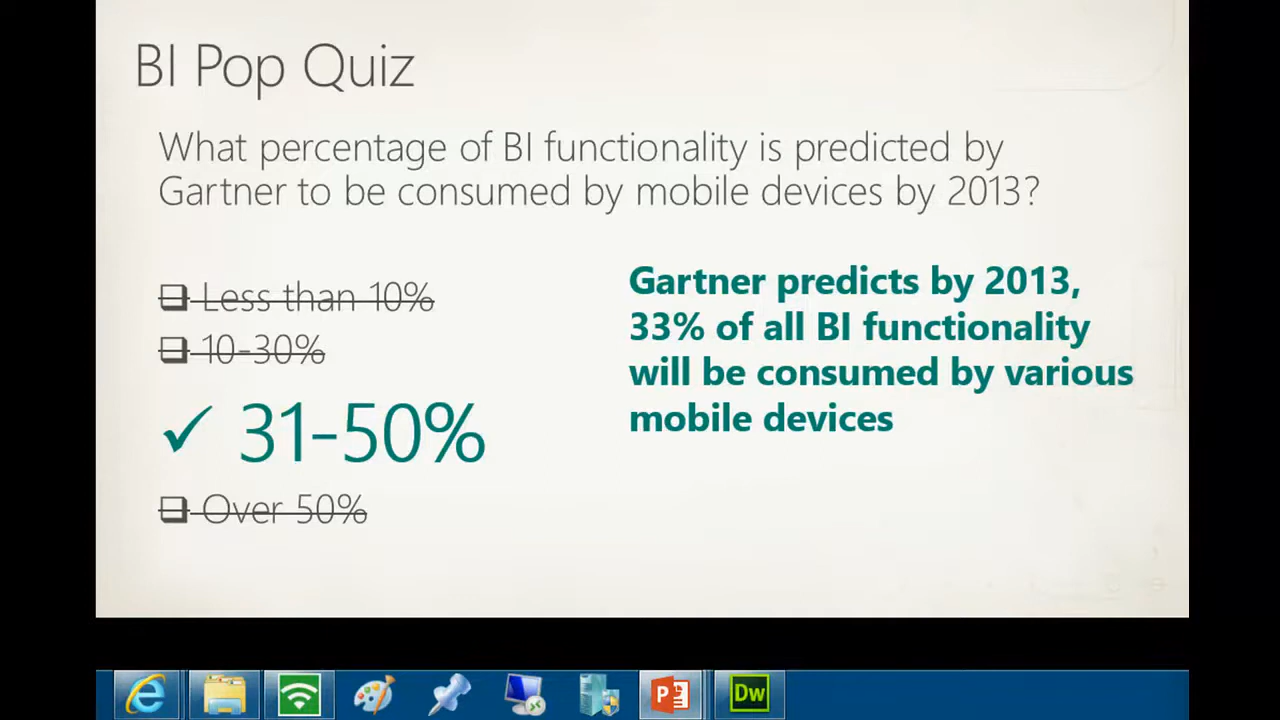 BI Pop Quiz
What percentage of BI functionality is predicted by
Gartner to be consumed by mobile devices by 2013?
Less than 10%
10-30%
31-50%
Over 50%
Gartner predicts by 2013,
33% of all BI functionality
will be consumed by various
mobile devices
P
Dw